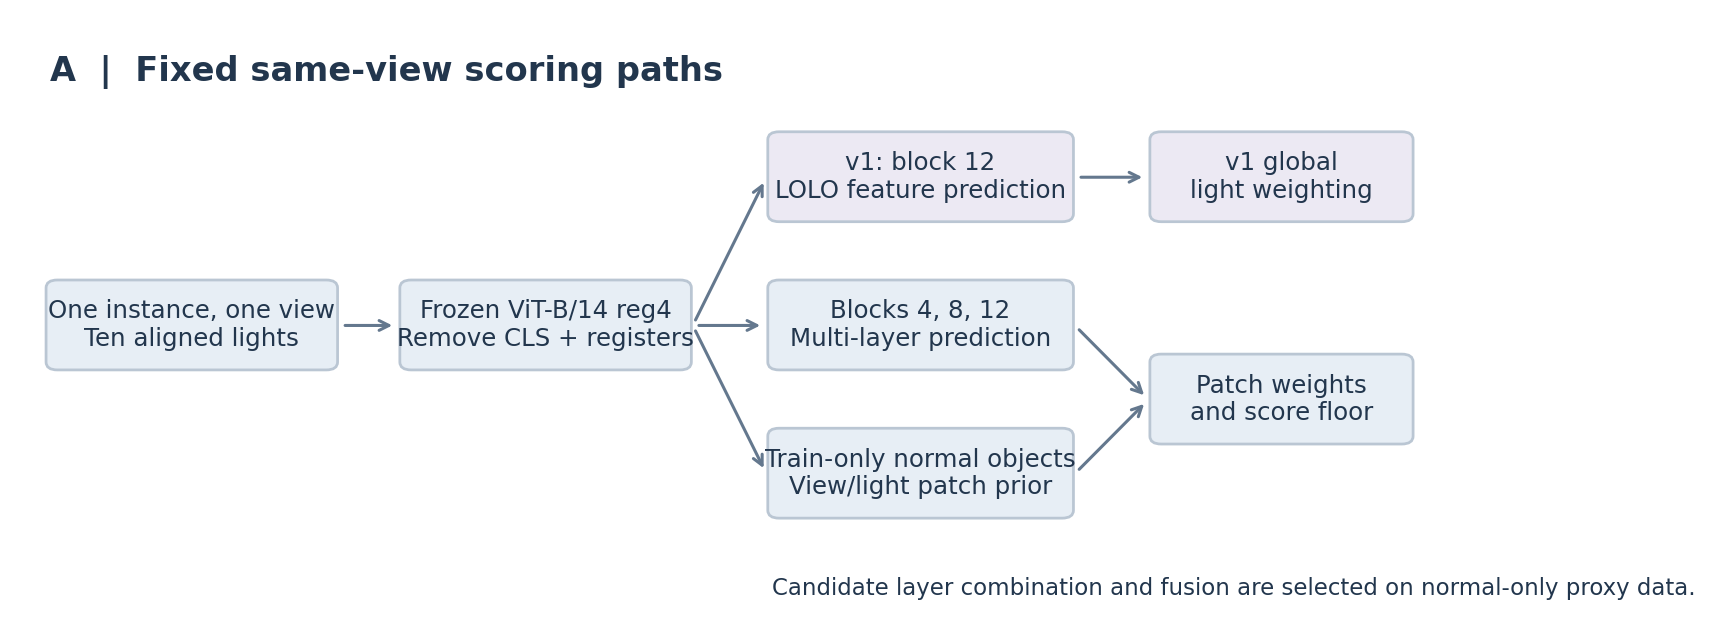 A | Fixed same-view scoring paths
v1: block 12
LOLO feature prediction
v1 global
light weighting
One instance, one view
Ten aligned lights
Frozen ViT-B/14 reg4
Remove CLS + registers
Blocks 4, 8, 12
Multi-layer prediction
Patch weights
and score floor
Train-only normal objects
View/light patch prior
Candidate layer combination and fusion are selected on normal-only proxy data.